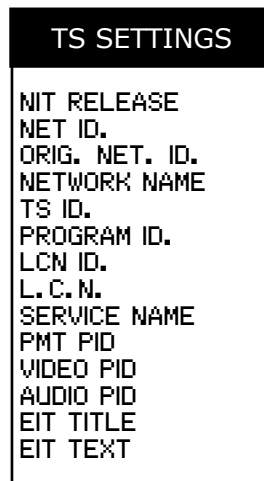 TS SETTINGS
NIT RELEASE
NET ID.
ORIG. NET. ID.
NETWORK NAME
TS ID.
PROGRAM ID.
LCN ID.
L.C.N.
SERVICE NAME
PMT PID
VIDEO PID
AUDIO PID
EIT TITLE
EIT TEXT